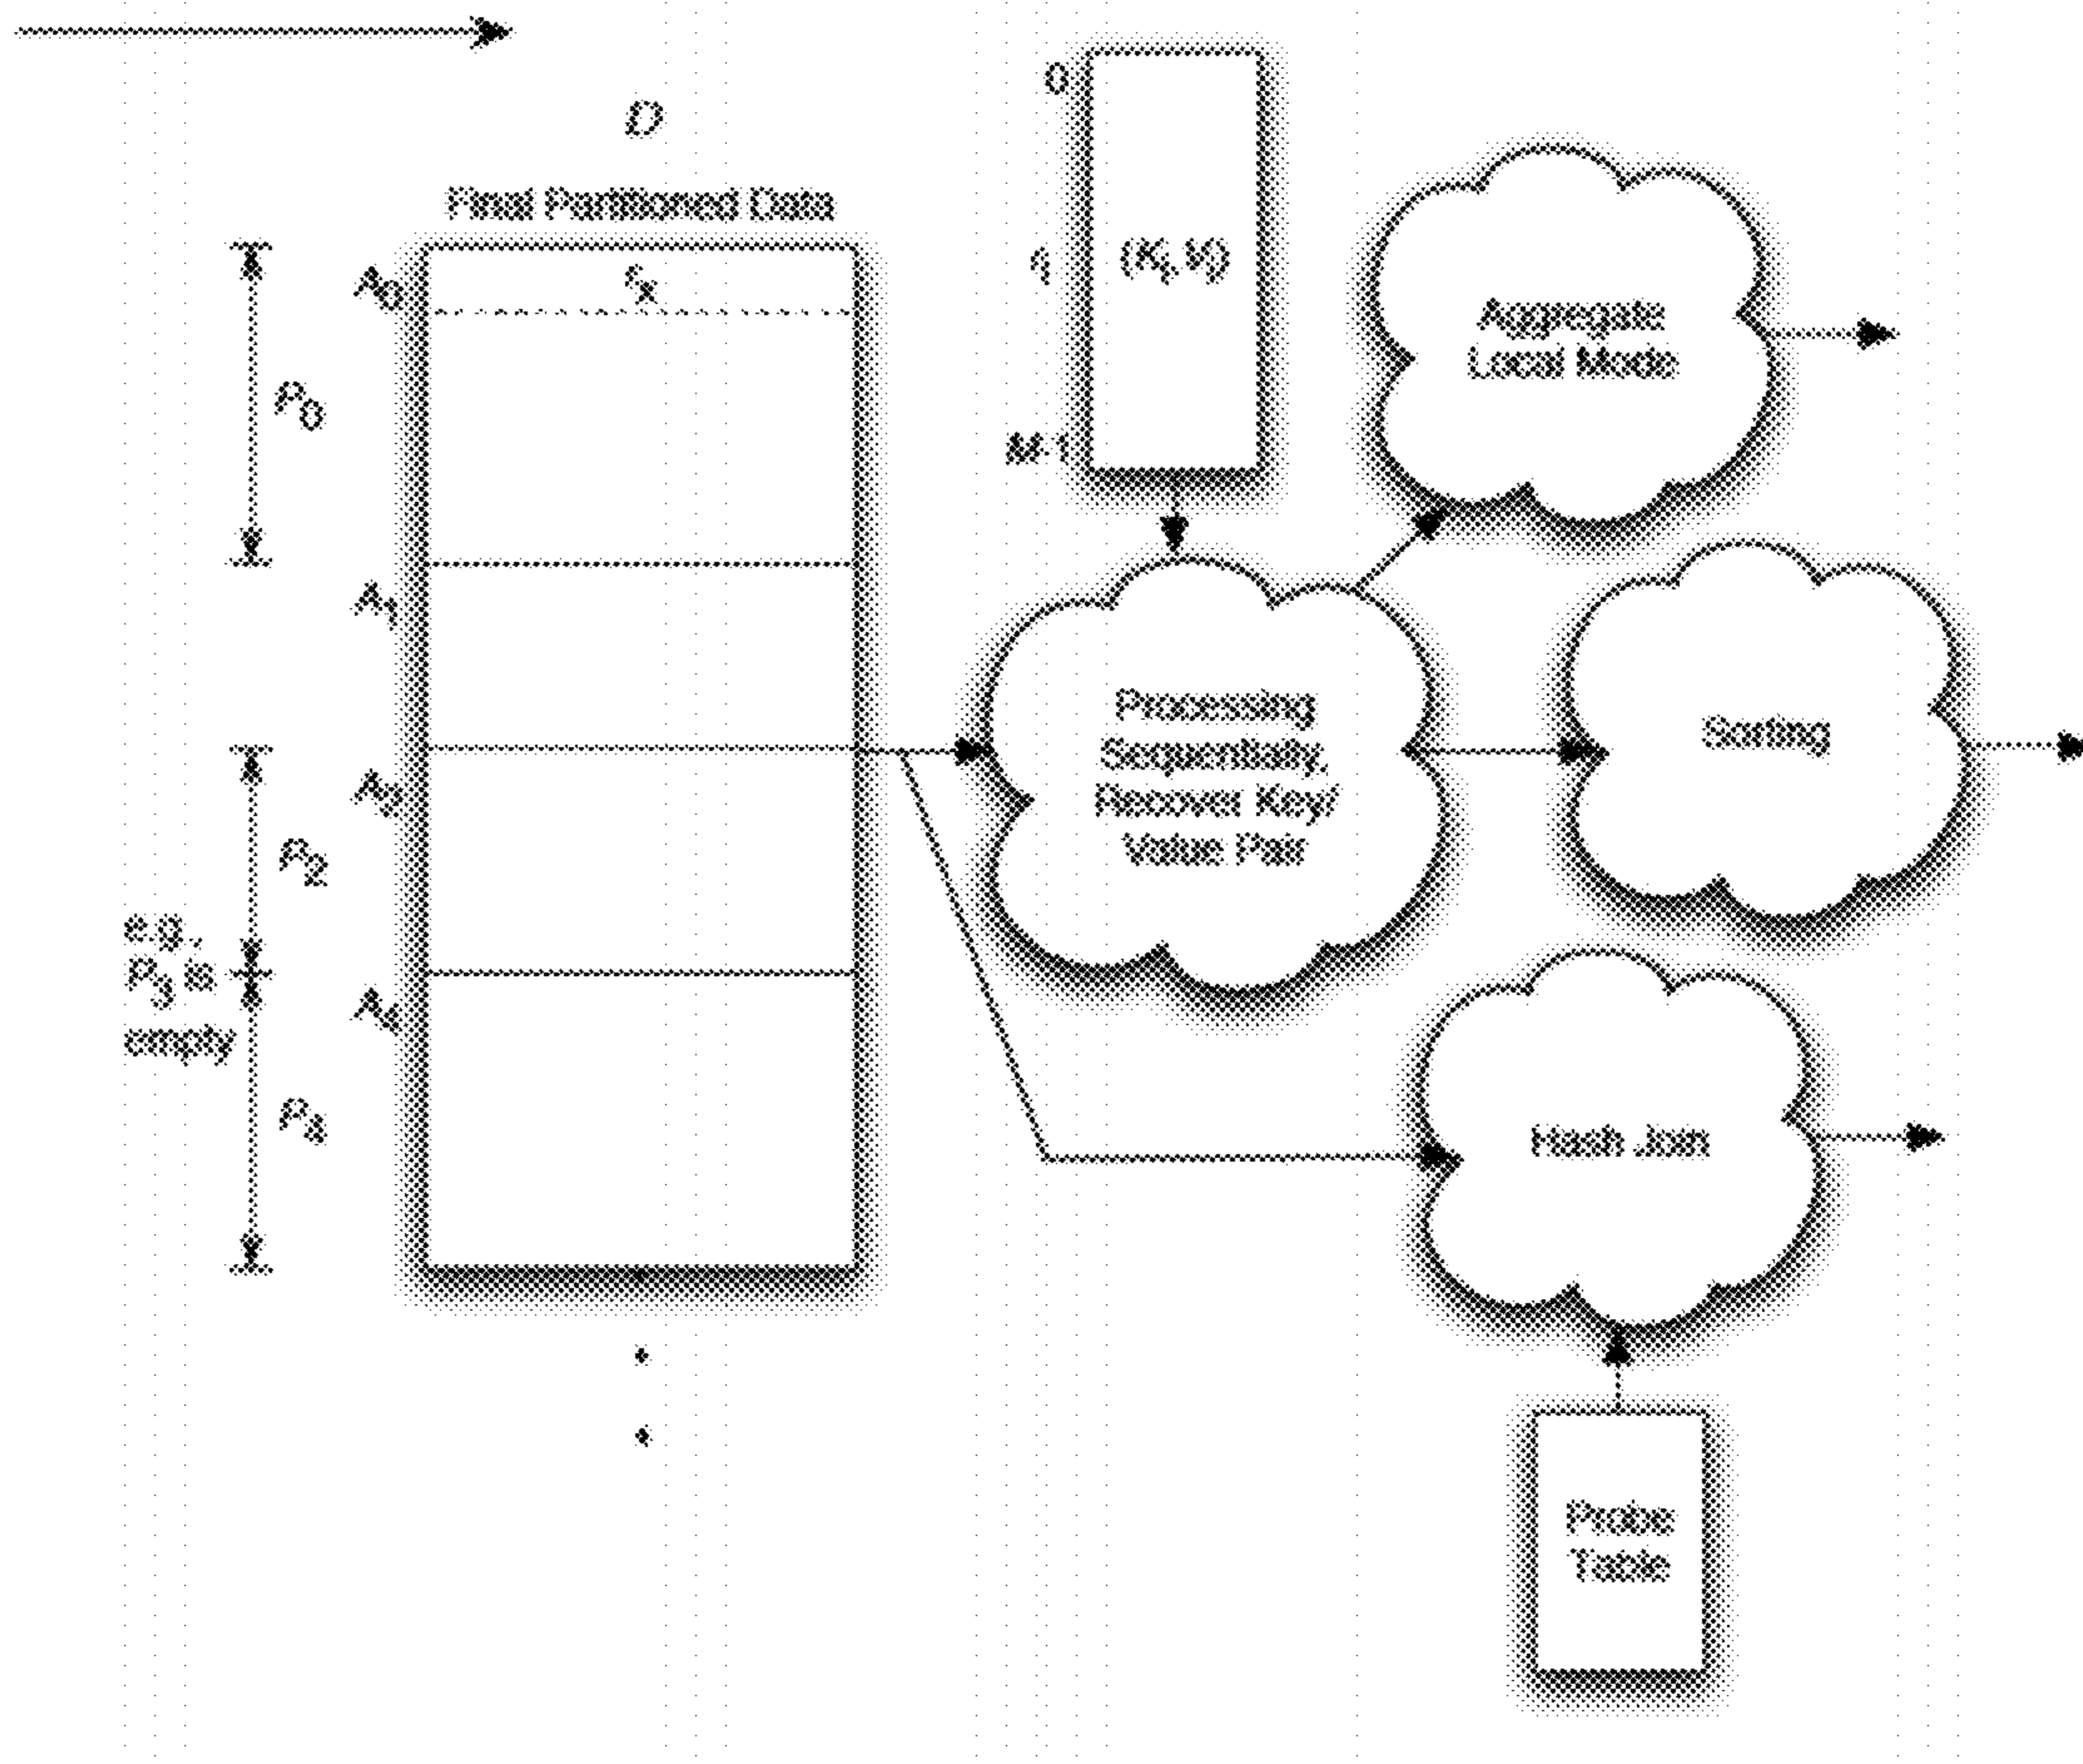 D
Final Partitioned Data
A0
rx
P0
A1
A2
P2
e.g.,
P3 is
empty
A4
P4
0
ri
(Ki, Vi)
M-1
Aggregate
Local Mode
Processing
Sequentially,
Recover Key/
Value Pair
Sorting
Hash Join
Probe
Table